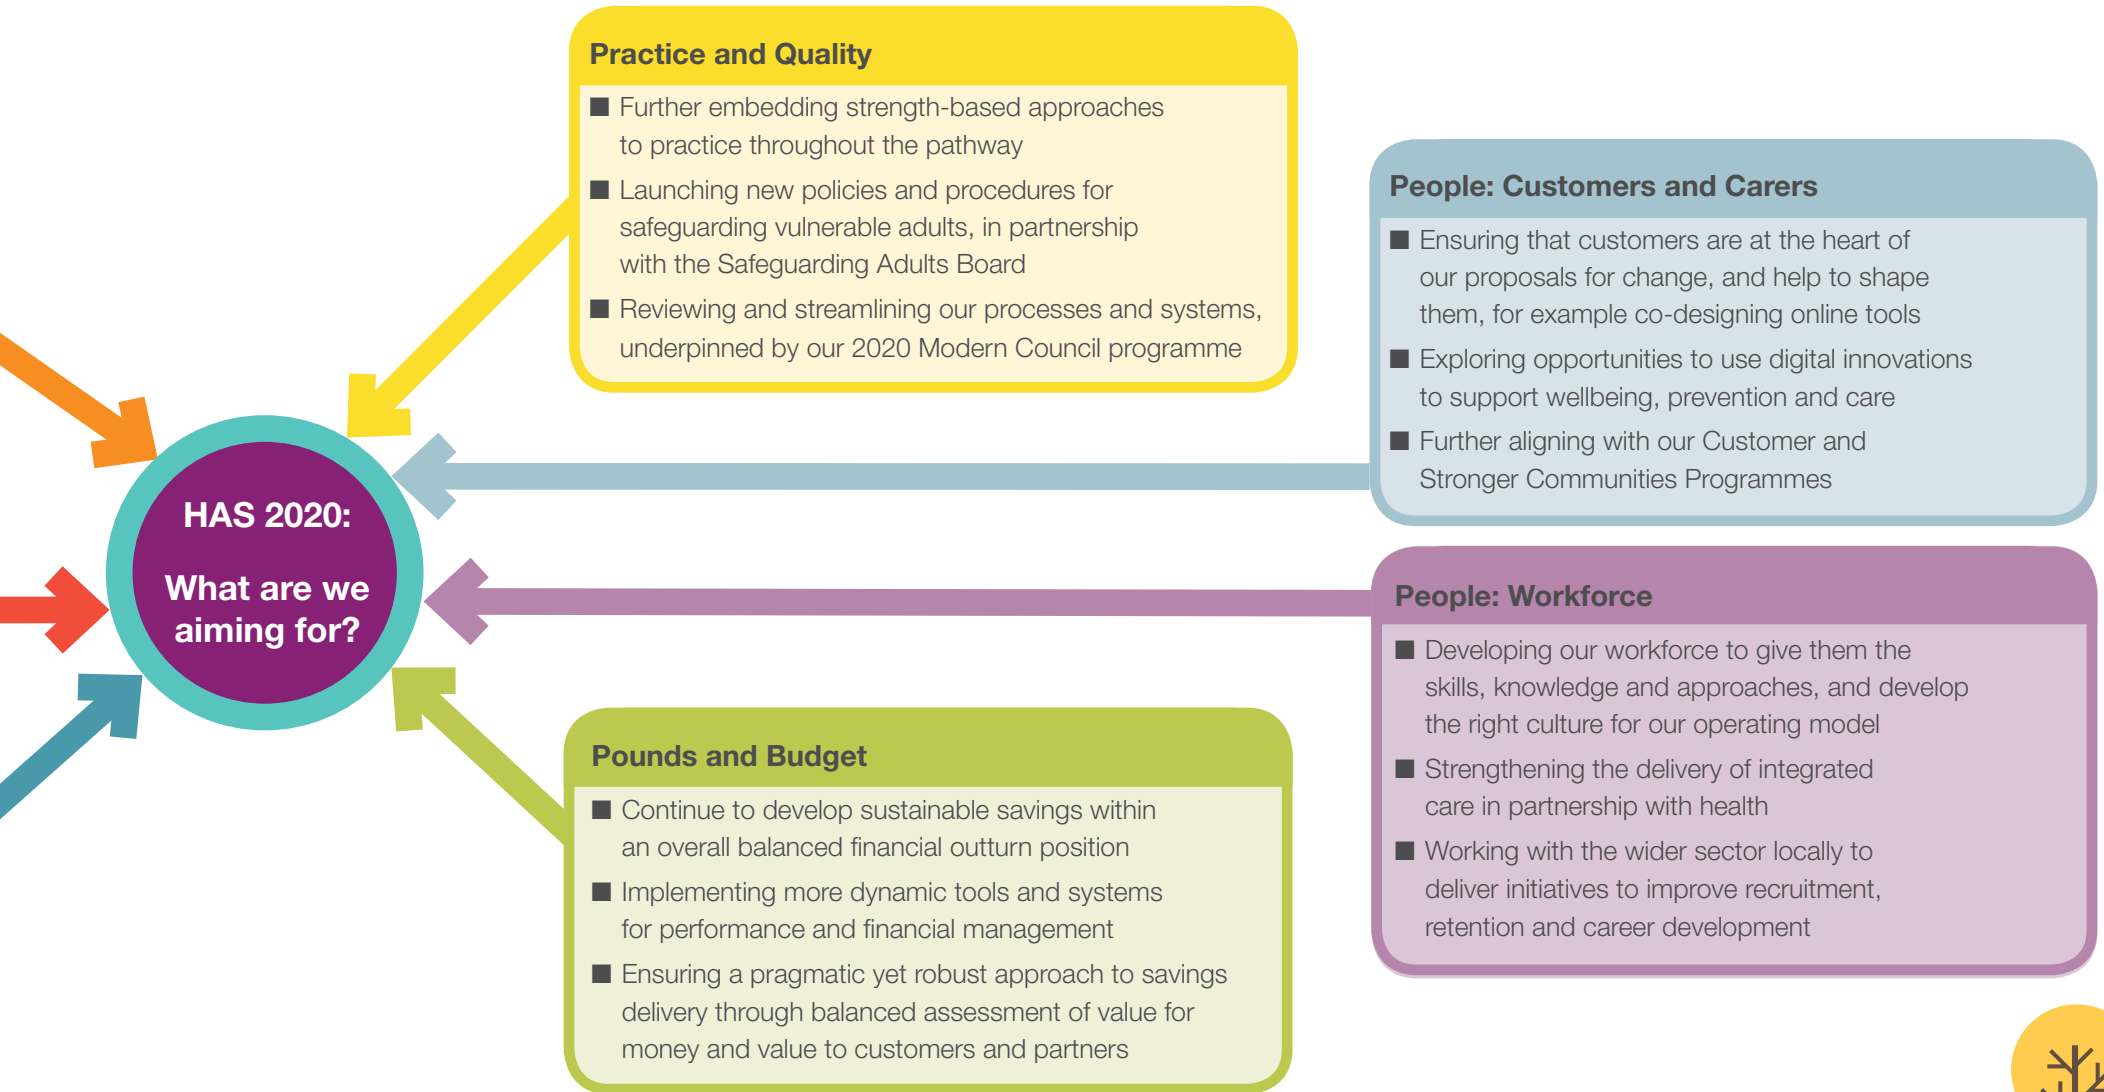 Practice and Quality
■ Further embedding strength-based approaches
to practice throughout the pathway
■ Launching new policies and procedures for
safeguarding vulnerable adults, in partnership
with the Safeguarding Adults Board
■ Reviewing and streamlining our processes and systems,
underpinned by our 2020 Modern Council programme
People: Customers and Carers
■ Ensuring that customers are at the heart of
our proposals for change, and help to shape
them, for example co-designing online tools
■ Exploring opportunities to use digital innovations
to support wellbeing, prevention and care
■ Further aligning with our Customer and
Stronger Communities Programmes
HAS 2020:
What are we
aiming for?
People: Workforce
■ Developing our workforce to give them the
skills, knowledge and approaches, and develop
the right culture for our operating model
■ Strengthening the delivery of integrated
care in partnership with health
■ Working with the wider sector locally to
deliver initiatives to improve recruitment,
retention and career development
Pounds and Budget
■ Continue to develop sustainable savings within
an overall balanced financial outturn position
■ Implementing more dynamic tools and systems
for performance and financial management
■ Ensuring a pragmatic yet robust approach to savings
delivery through balanced assessment of value for
money and value to customers and partners